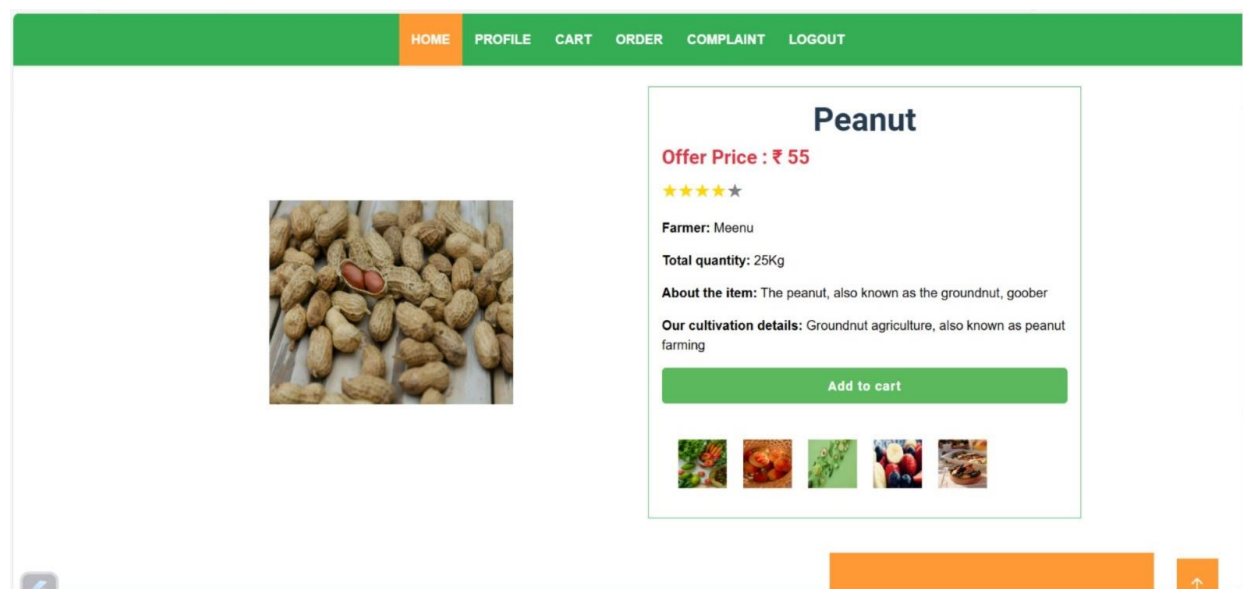 HOME PROFILE CART ORDER COMPLAINT LOGOUT
Peanut
Offer Price : ₹ 55
Farmer: Meenu
Total quantity: 25Kg
About the item: The peanut, also known as the groundnut, goober
Our cultivation details: Groundnut agriculture, also known as peanut
farming
Add to cart